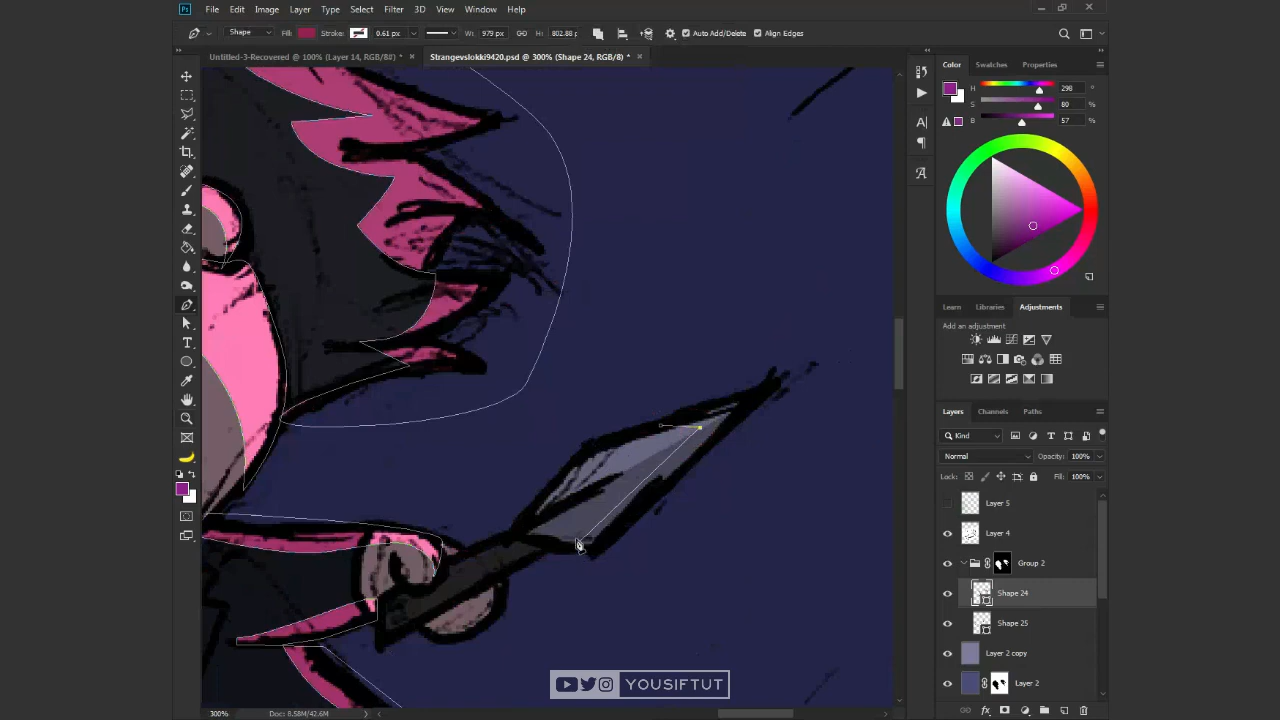 Ps File Edit Image Layer Type Select Filter 3D View Window Help
Shape Fill: Stroke: 0.61 pt W: 979 px GO H: 802.88 p Auto Add/Delete Align Edges
Untitled-3-Recovered @ 100% (Layer 14, RGB/8#) * × Strangevslokki9420.psd @ 300% (Shape 24, RGB/8) * ×
Color Swatches Properties
H 298 °
S 80 %
B 57 %
Learn Libraries Adjustments
Add an adjustment
Layers Channels Paths
Kind
Normal Opacity: 100%
Lock: Fill: 100%
Layer 5
Layer 4
Group 2
Shape 24
Shape 25
Layer 2 copy
Layer 2
YOUSIFTUT
300% Doc: 8.58M/42.6M